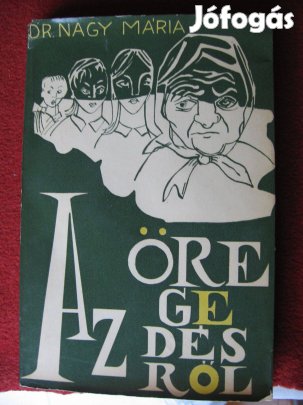 Jófogás
DR. NAGY MÁRIA
AZ
ÖRE
GE
DÉS
RŐL